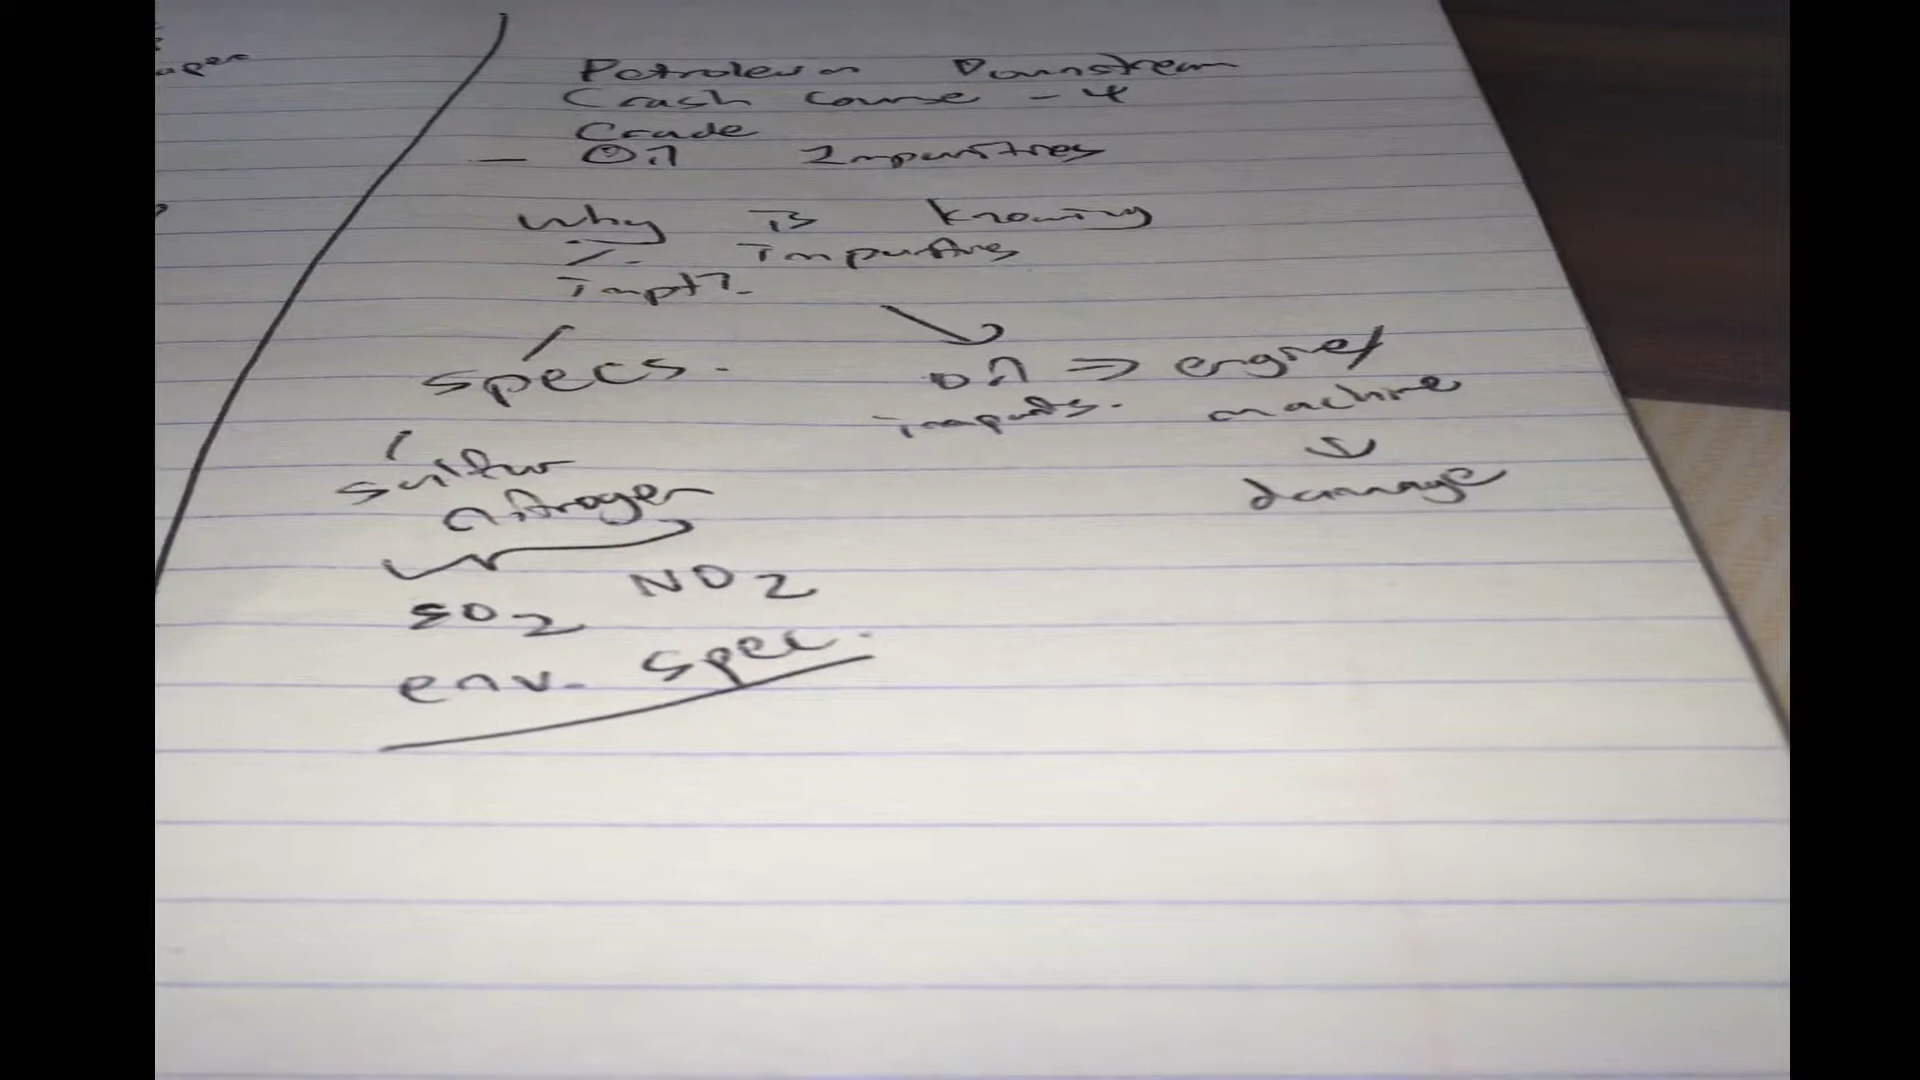 Petroleum Downstream
Crash Course - 4
Crude
- Oil Impurities
Why is knowing
% impurities
impt?
specs.
oil => engine/
impurts. machine
damage
sulfur
nitrogen
SO2 NO2
env. spec.